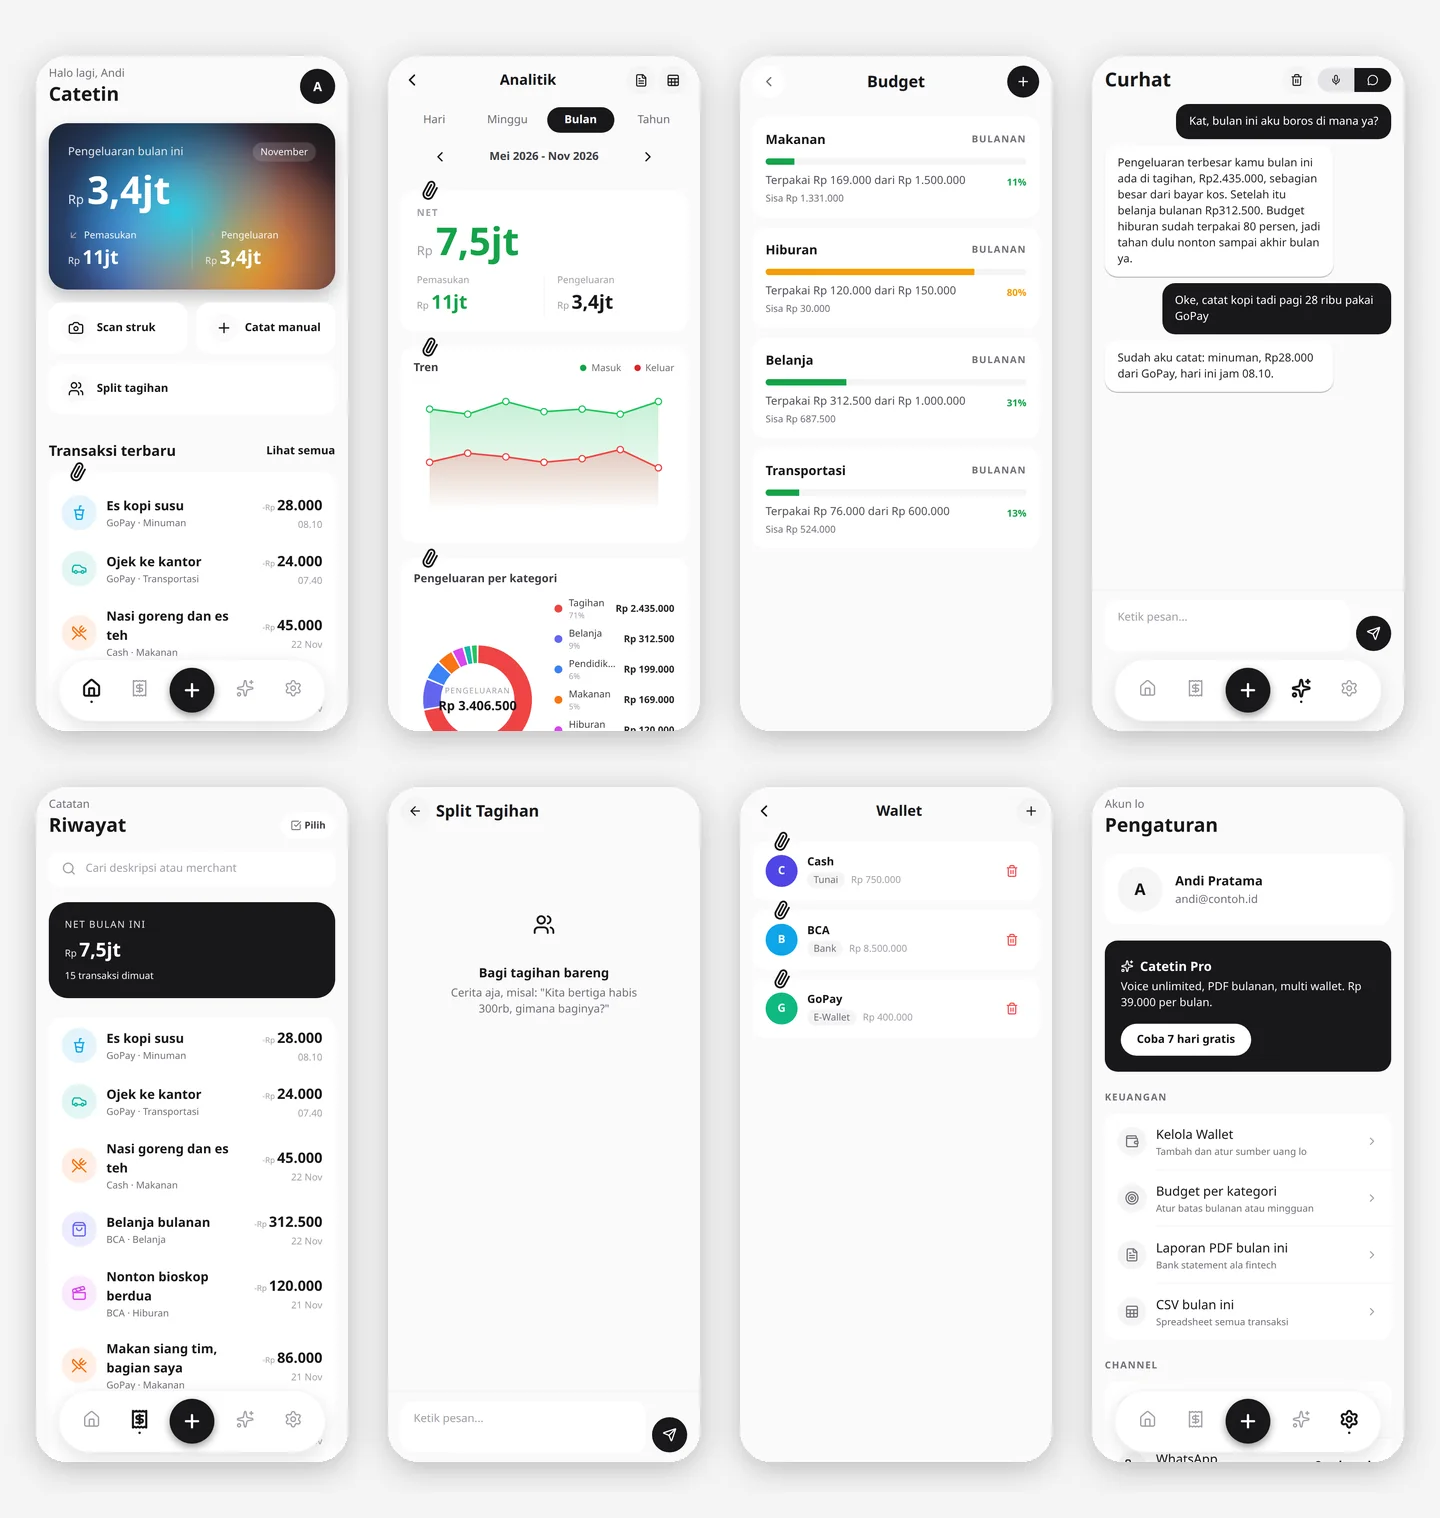 Halo lagi, Andi
Catetin
A
Pengeluaran bulan ini
November
Rp 3,4jt
Pemasukan
Pengeluaran
Rp 11jt
Rp 3,4jt
Scan struk
Catat manual
Split tagihan
Transaksi terbaru
Lihat semua
Es kopi susu
-Rp 28.000
GoPay · Minuman
08.10
Ojek ke kantor
-Rp 24.000
GoPay · Transportasi
07.40
Nasi goreng dan es
teh
-Rp 45.000
22 Nov
Cash · Makanan
Analitik
Hari
Minggu
Bulan
Tahun
Mei 2026 - Nov 2026
NET
Rp 7,5jt
Pemasukan
Pengeluaran
Rp 11jt
Rp 3,4jt
Tren
Masuk
Keluar
Pengeluaran per kategori
Tagihan
71%
Rp 2.435.000
Belanja
9%
Rp 312.500
Pendidik...
6%
Rp 199.000
Makanan
5%
Rp 169.000
Hiburan
Rp 120.000
PENGELUARAN
Rp 3.406.500
Budget
Makanan
BULANAN
Terpakai Rp 169.000 dari Rp 1.500.000
11%
Sisa Rp 1.331.000
Hiburan
BULANAN
Terpakai Rp 120.000 dari Rp 150.000
80%
Sisa Rp 30.000
Belanja
BULANAN
Terpakai Rp 312.500 dari Rp 1.000.000
31%
Sisa Rp 687.500
Transportasi
BULANAN
Terpakai Rp 76.000 dari Rp 600.000
13%
Sisa Rp 524.000
Curhat
Kat, bulan ini aku boros di mana ya?
Pengeluaran terbesar kamu bulan ini
ada di tagihan, Rp2.435.000, sebagian
besar dari bayar kos. Setelah itu
belanja bulanan Rp312.500. Budget
hiburan sudah terpakai 80 persen, jadi
tahan dulu nonton sampai akhir bulan
ya.
Oke, catat kopi tadi pagi 28 ribu pakai
GoPay
Sudah aku catat: minuman, Rp28.000
dari GoPay, hari ini jam 08.10.
Ketik pesan...
Catatan
Riwayat
Pilih
Cari deskripsi atau merchant
NET BULAN INI
Rp 7,5jt
15 transaksi dimuat
Es kopi susu
-Rp 28.000
GoPay · Minuman
08.10
Ojek ke kantor
-Rp 24.000
GoPay · Transportasi
07.40
Nasi goreng dan es
teh
-Rp 45.000
22 Nov
Cash · Makanan
Belanja bulanan
-Rp 312.500
BCA · Belanja
22 Nov
Nonton bioskop
berdua
-Rp 120.000
21 Nov
BCA · Hiburan
Makan siang tim,
bagian saya
-Rp 86.000
21 Nov
GoPay · Makanan
Split Tagihan
Bagi tagihan bareng
Cerita aja, misal: "Kita bertiga habis
300rb, gimana baginya?"
Ketik pesan...
Wallet
C
Cash
Tunai
Rp 750.000
B
BCA
Bank
Rp 8.500.000
G
GoPay
E-Wallet
Rp 400.000
Akun lo
Pengaturan
A
Andi Pratama
andi@contoh.id
Catetin Pro
Voice unlimited, PDF bulanan, multi wallet. Rp
39.000 per bulan.
Coba 7 hari gratis
KEUANGAN
Kelola Wallet
Tambah dan atur sumber uang lo
Budget per kategori
Atur batas bulanan atau mingguan
Laporan PDF bulan ini
Bank statement ala fintech
CSV bulan ini
Spreadsheet semua transaksi
CHANNEL
WhatsApp